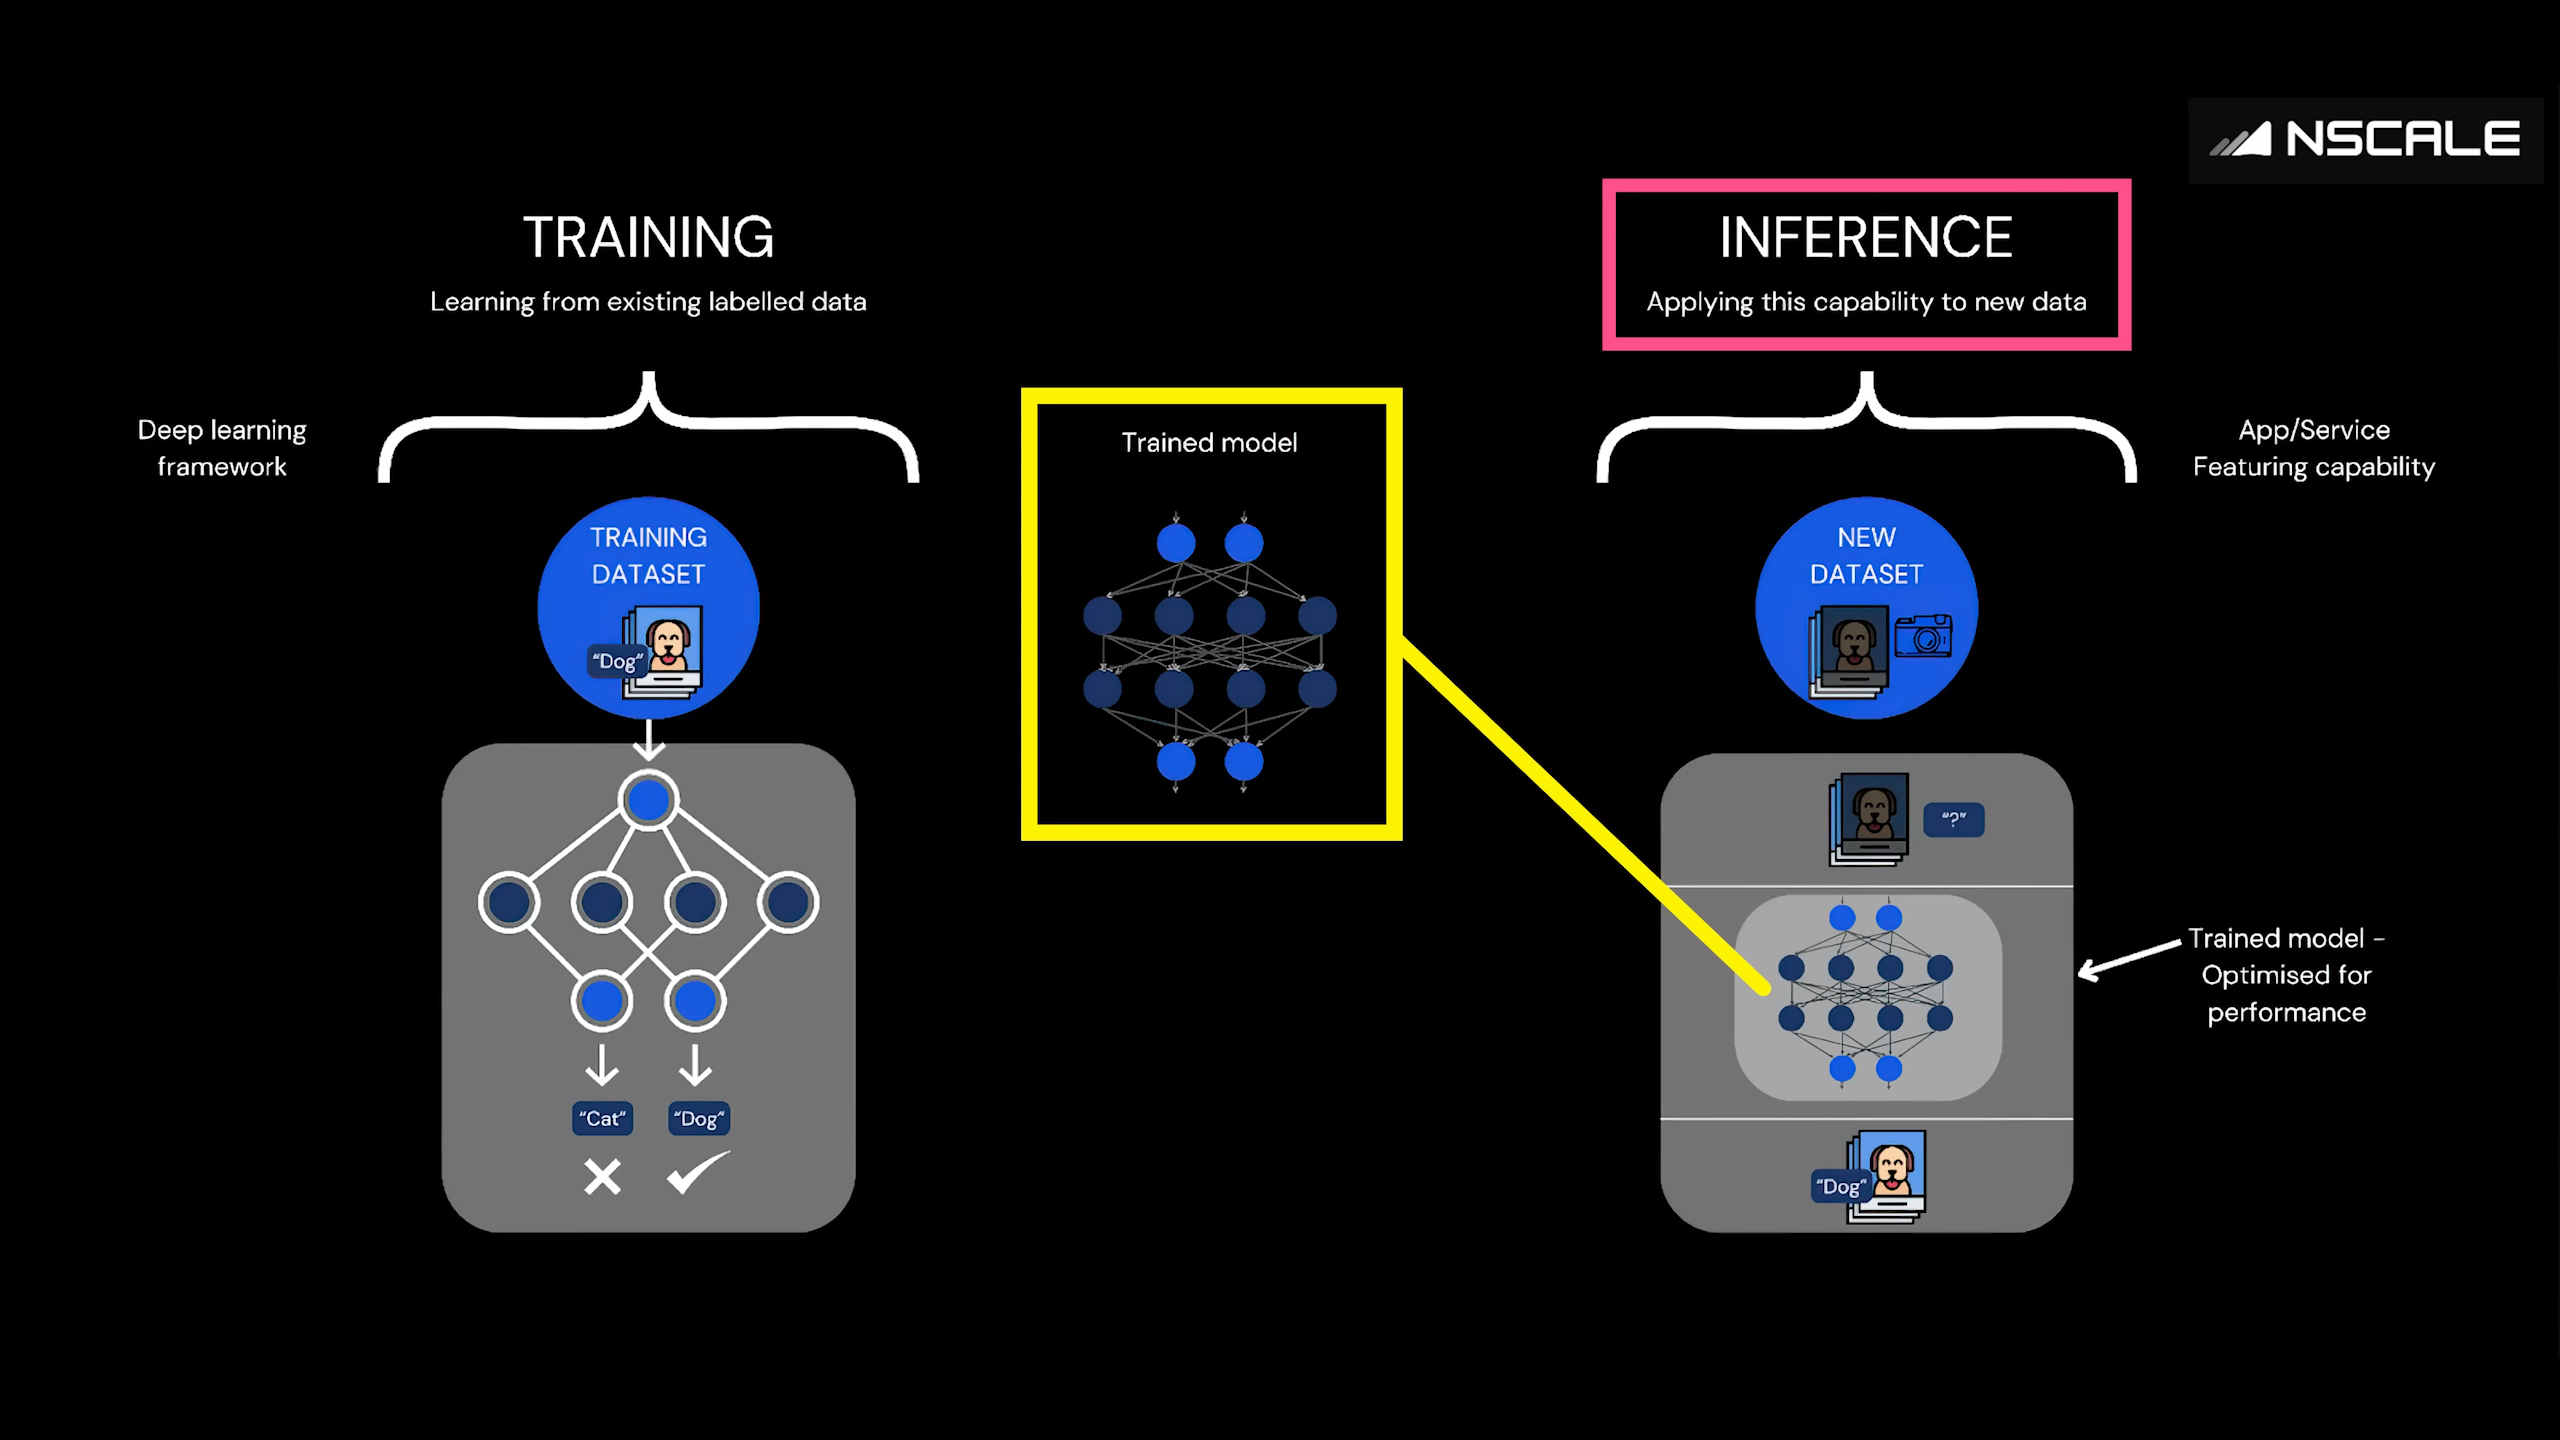 NSCALE
TRAINING
Learning from existing labelled data
Deep learning
framework
TRAINING
DATASET
"Dog"
"Cat"
"Dog"
Trained model
INFERENCE
Applying this capability to new data
App/Service
Featuring capability
NEW
DATASET
"?"
Trained model -
Optimised for
performance
"Dog"